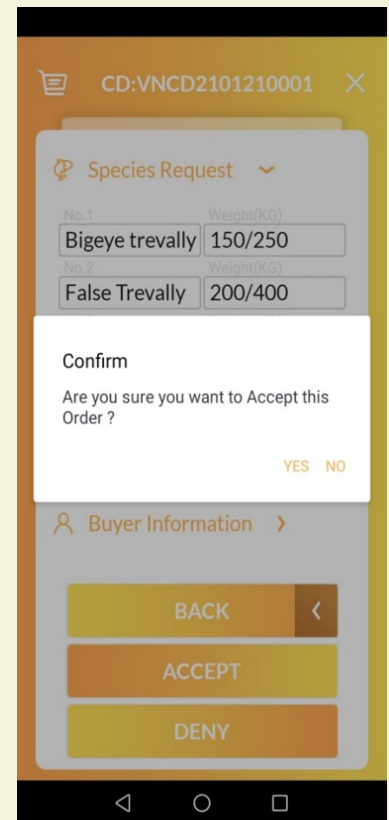 CD:VNCD2101210001
Species Request
No.1 Weight(KG)
Bigeye trevally 150/250
No.2 Weight(KG)
False Trevally 200/400
Confirm
Are you sure you want to Accept this
Order ?
YES NO
Buyer Information
BACK
ACCEPT
DENY